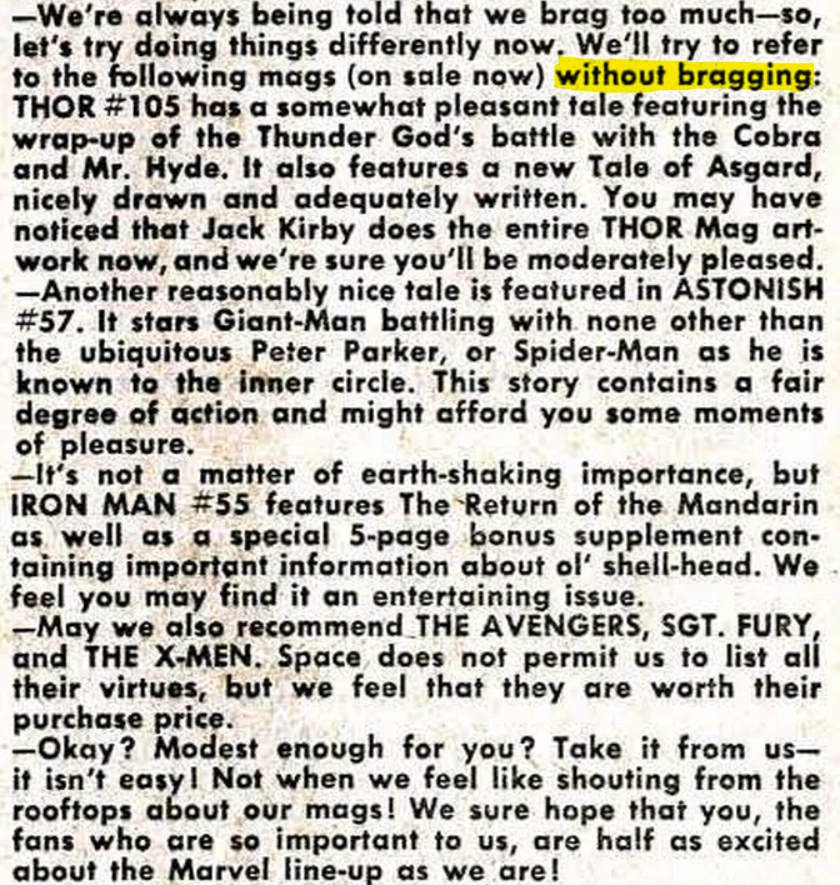 —We're always being told that we brag too much—so,
let's try doing things differently now. We'll try to refer
to the following mags (on sale now) without bragging:
THOR #105 has a somewhat pleasant tale featuring the
wrap-up of the Thunder God's battle with the Cobra
and Mr. Hyde. It also features a new Tale of Asgard,
nicely drawn and adequately written. You may have
noticed that Jack Kirby does the entire THOR Mag art-
work now, and we're sure you'll be moderately pleased.
—Another reasonably nice tale is featured in ASTONISH
#57. It stars Giant-Man battling with none other than
the ubiquitous Peter Parker, or Spider-Man as he is
known to the inner circle. This story contains a fair
degree of action and might afford you some moments
of pleasure.
—It's not a matter of earth-shaking importance, but
IRON MAN #55 features The Return of the Mandarin
as well as a special 5-page bonus supplement con-
taining important information about ol' shell-head. We
feel you may find it an entertaining issue.
—May we also recommend THE AVENGERS, SGT. FURY,
and THE X-MEN. Space does not permit us to list all
their virtues, but we feel that they are worth their
purchase price.
—Okay? Modest enough for you? Take it from us—
it isn't easy! Not when we feel like shouting from the
rooftops about our mags! We sure hope that you, the
fans who are so important to us, are half as excited
about the Marvel line-up as we are!